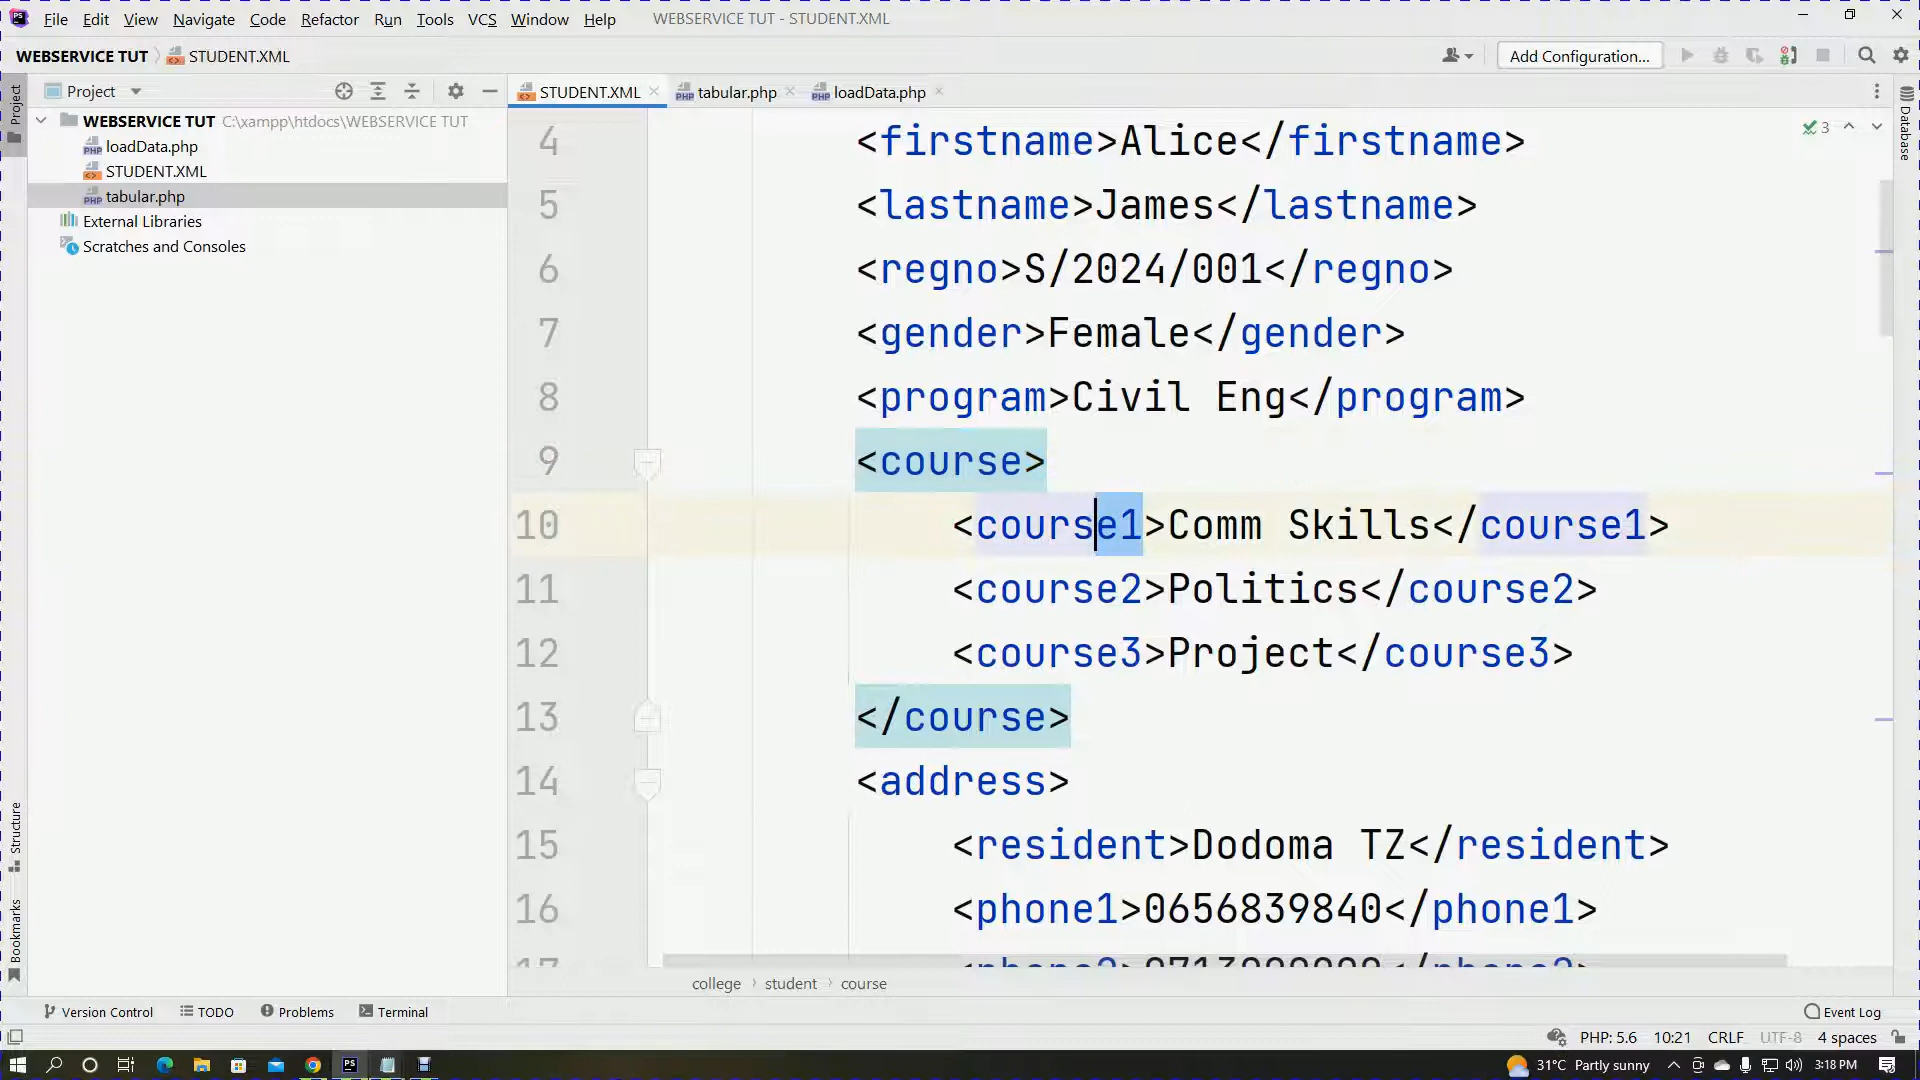 File Edit View Navigate Code Refactor Run Tools VCS Window Help WEBSERVICE TUT - STUDENT.XML
WEBSERVICE TUT STUDENT.XML Add Configuration...
Project
Project
STUDENT.XML tabular.php loadData.php
WEBSERVICE TUT C:\xampp\htdocs\WEBSERVICE TUT
loadData.php
STUDENT.XML
tabular.php
External Libraries
Scratches and Consoles
Structure
Bookmarks
3
Database
4 <firstname>Alice</firstname>
5 <lastname>James</lastname>
6 <regno>S/2024/001</regno>
7 <gender>Female</gender>
8 <program>Civil Eng</program>
9 <course>
10 <course1>Comm Skills</course1>
11 <course2>Politics</course2>
12 <course3>Project</course3>
13 </course>
14 <address>
15 <resident>Dodoma TZ</resident>
16 <phone1>0656839840</phone1>
17
college student course
Version Control TODO Problems Terminal Event Log
PHP: 5.6 10:21 CRLF UTF-8 4 spaces
31°C Partly sunny 3:18 PM